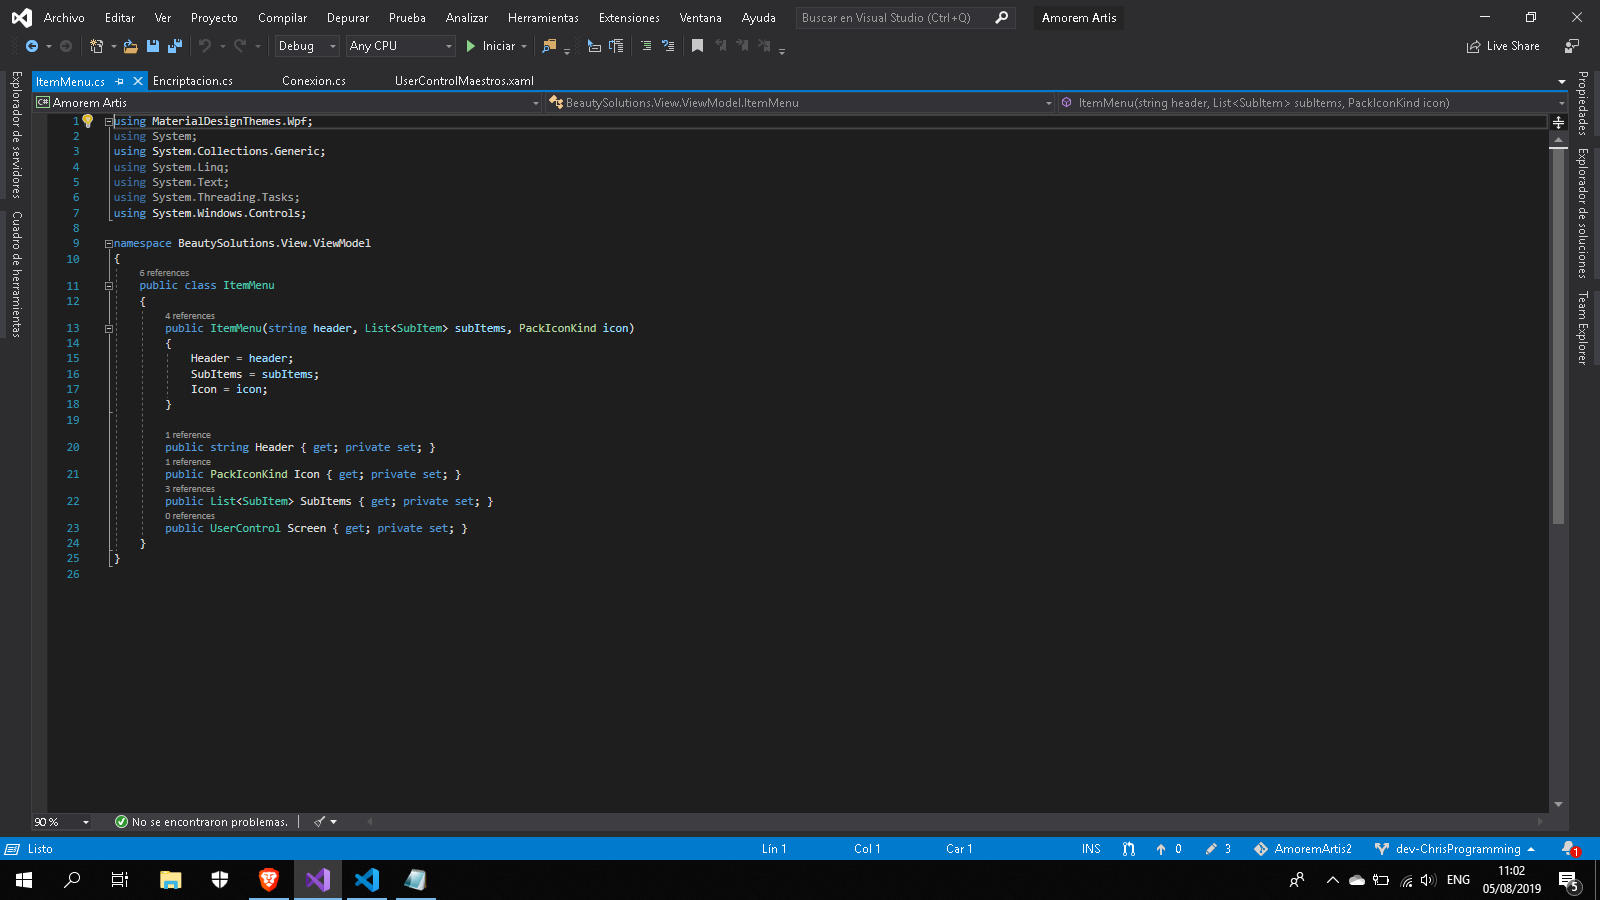 Archivo Editar Ver Proyecto Compilar Depurar Prueba Analizar Herramientas Extensiones Ventana Ayuda Buscar en Visual Studio (Ctrl+Q) Amorem Artis
Debug Any CPU Iniciar Live Share
ItemMenu.cs Encriptacion.cs Conexion.cs UserControlMaestros.xaml
C# Amorem Artis BeautySolutions.View.ViewModel.ItemMenu ItemMenu(string header, List<SubItem> subItems, PackIconKind icon)
Explorador de servidores
Cuadro de herramientas
1 using MaterialDesignThemes.Wpf;
2 using System;
3 using System.Collections.Generic;
4 using System.Linq;
5 using System.Text;
6 using System.Threading.Tasks;
7 using System.Windows.Controls;
8
9 namespace BeautySolutions.View.ViewModel
10 {
6 references
11 public class ItemMenu
12 {
4 references
13 public ItemMenu(string header, List<SubItem> subItems, PackIconKind icon)
14 {
15 Header = header;
16 SubItems = subItems;
17 Icon = icon;
18 }
19
1 reference
20 public string Header { get; private set; }
1 reference
21 public PackIconKind Icon { get; private set; }
3 references
22 public List<SubItem> SubItems { get; private set; }
0 references
23 public UserControl Screen { get; private set; }
24 }
25 }
26
Propiedades
Explorador de soluciones
Team Explorer
90 % No se encontraron problemas.
Listo Lín 1 Col 1 Car 1 INS 0 3 AmoremArtis2 dev-ChrisProgramming 1
ENG 11:02
05/08/2019 5